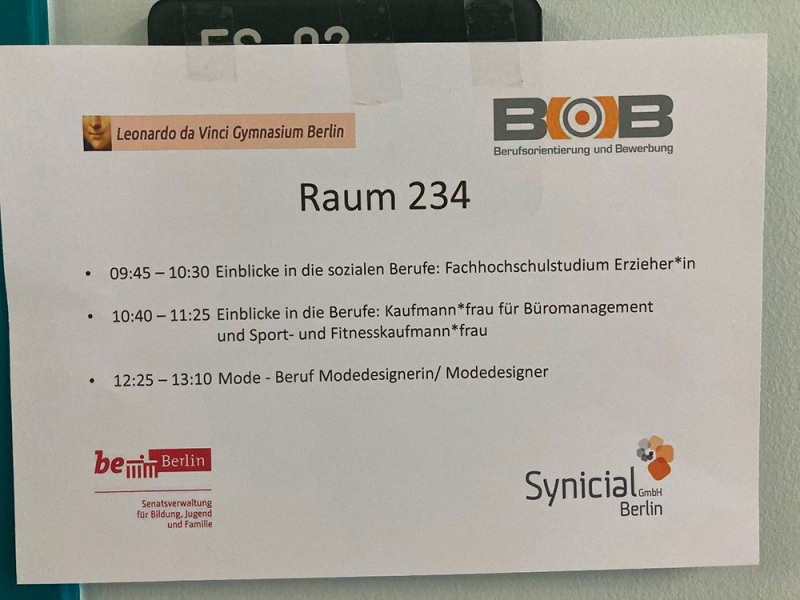 Leonardo da Vinci Gymnasium Berlin
BOB
Berufsorientierung und Bewerbung
Raum 234
• 09:45 – 10:30 Einblicke in die sozialen Berufe: Fachhochschulstudium Erzieher*in
• 10:40 – 11:25 Einblicke in die Berufe: Kaufmann*frau für Büromanagement
und Sport- und Fitnesskaufmann*frau
• 12:25 – 13:10 Mode - Beruf Modedesignerin/ Modedesigner
be Berlin
Senatsverwaltung
für Bildung, Jugend
und Familie
Synicial GmbH
Berlin